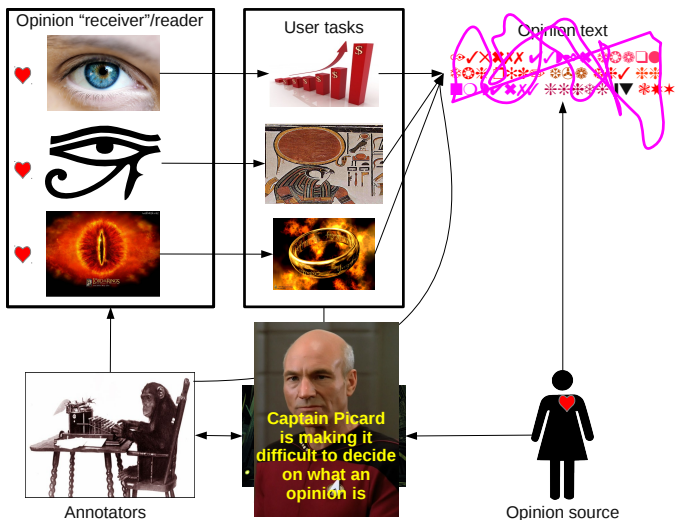 Opinion “receiver”/reader
User tasks
Opinion text
$
$
Captain Picard
is making it
difficult to decide
on what an
opinion is
Annotators
Opinion source